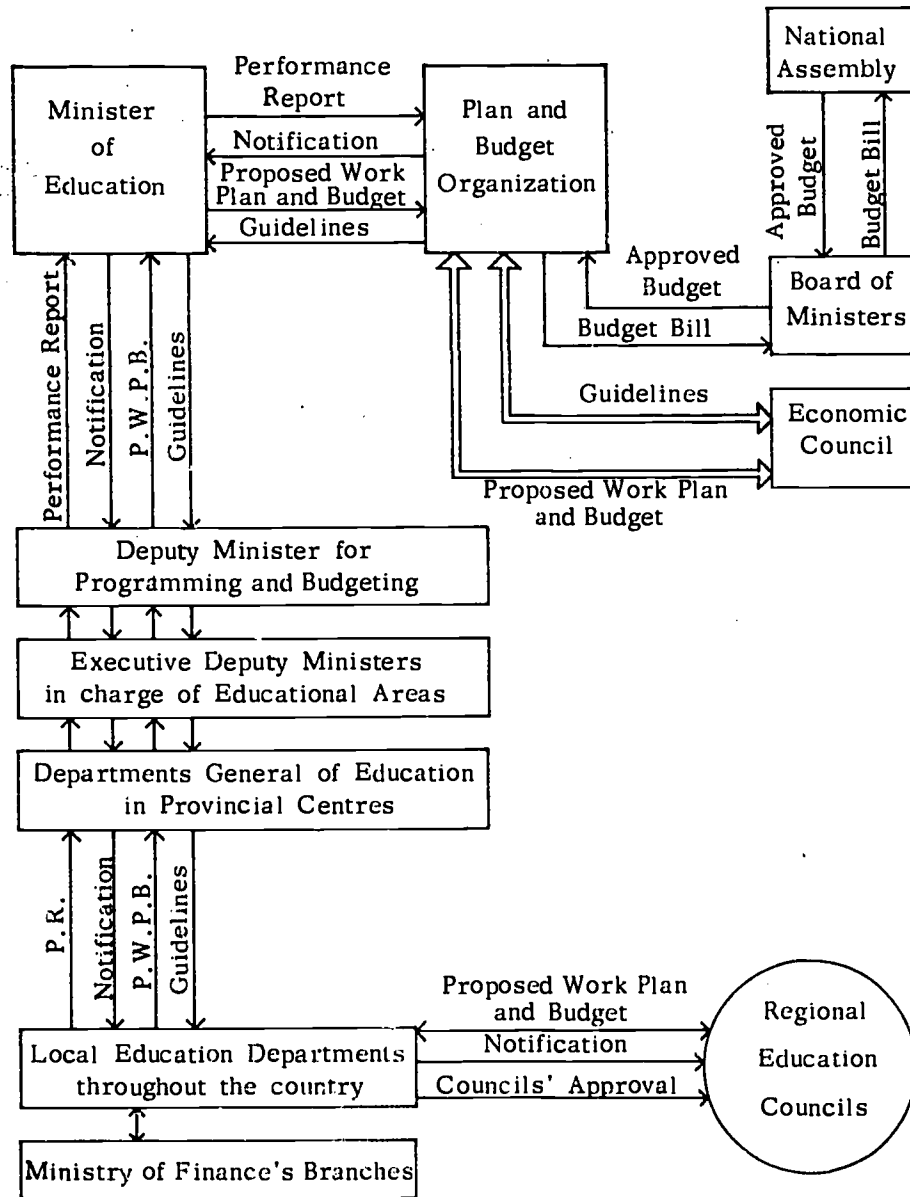 National
Assembly
Minister
of
Education
Performance
Report
Notification
Proposed Work
Plan and Budget
Guidelines
Plan and
Budget
Organization
Approved
Budget
Budget Bill
Board of
Ministers
Approved
Budget
Budget Bill
Guidelines
Economic
Council
Proposed Work Plan
and Budget
Performance Report
Notification
P.W.P.B.
Guidelines
Deputy Minister for
Programming and Budgeting
Executive Deputy Ministers
in charge of Educational Areas
Departments General of Education
in Provincial Centres
P.R.
Notification
P.W.P.B.
Guidelines
Local Education Departments
throughout the country
Proposed Work Plan
and Budget
Notification
Councils' Approval
Regional
Education
Councils
Ministry of Finance's Branches